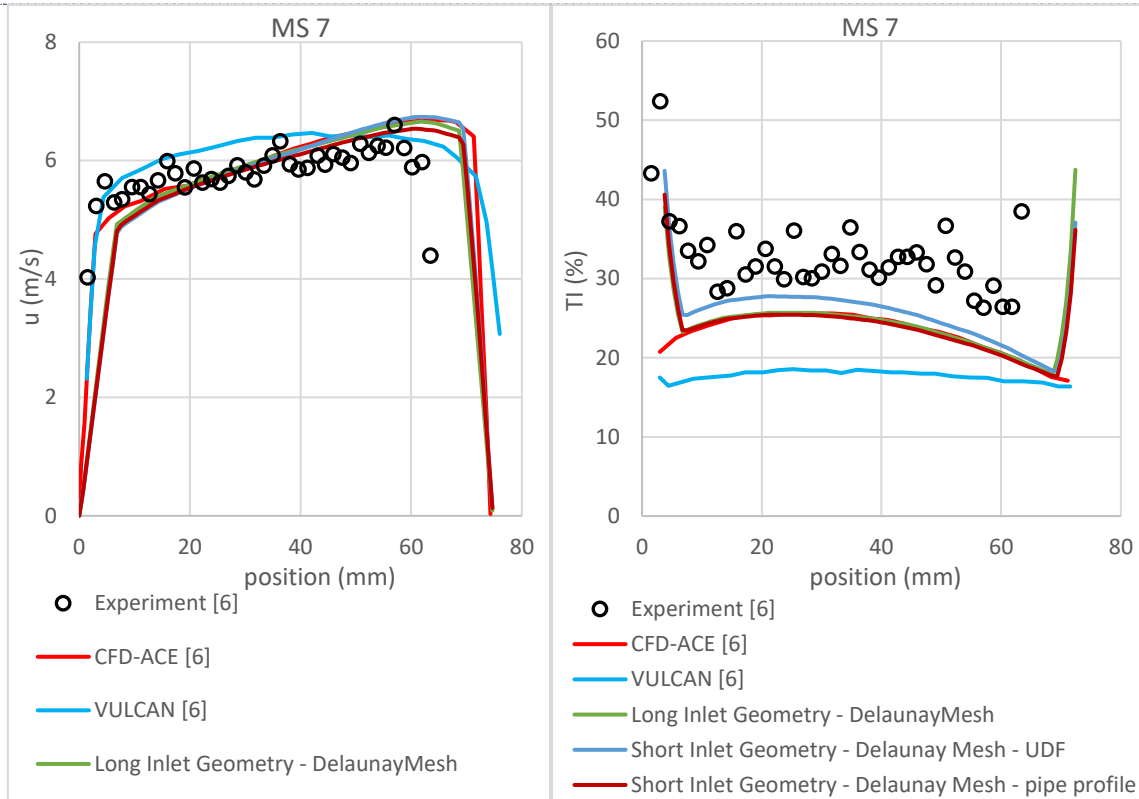 MS 7
8
6
4
2
0
u (m/s)
0 20 40 60 80
position (mm)
Experiment [6]
CFD-ACE [6]
VULCAN [6]
Long Inlet Geometry - DelaunayMesh
MS 7
60
50
40
30
20
10
0
TI (%)
0 20 40 60 80
position (mm)
Experiment [6]
CFD-ACE [6]
VULCAN [6]
Long Inlet Geometry - DelaunayMesh
Short Inlet Geometry - Delaunay Mesh - UDF
Short Inlet Geometry - Delaunay Mesh - pipe profile